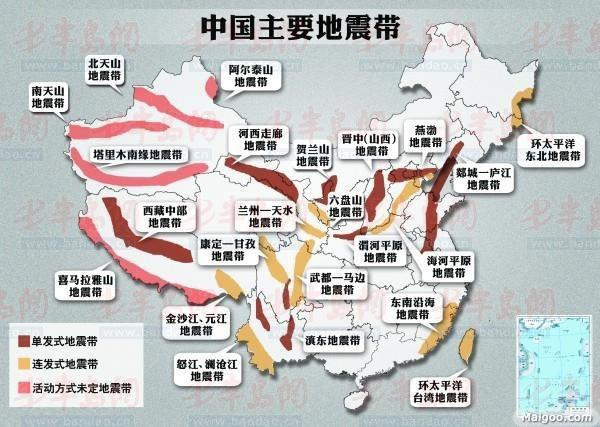 中国主要地震带
北天山
地震带
阿尔泰山
地震带
南天山
地震带
塔里木南缘地震带
河西走廊
地震带
贺兰山
地震带
晋中(山西)
地震带
燕渤
地震带
环太平洋
东北地震带
郯城—庐江
地震带
兰州—天水
地震带
六盘山
地震带
西藏中部
地震带
康定—甘孜
地震带
渭河平原
地震带
海河平原
地震带
武都—马边
地震带
喜马拉雅山
地震带
金沙江、元江
地震带
滇东地震带
东南沿海
地震带
怒江、澜沧江
地震带
环太平洋
台湾地震带
单发式地震带
连发式地震带
活动方式未定地震带
半岛网
www.bandao.cn
Maigoo.com